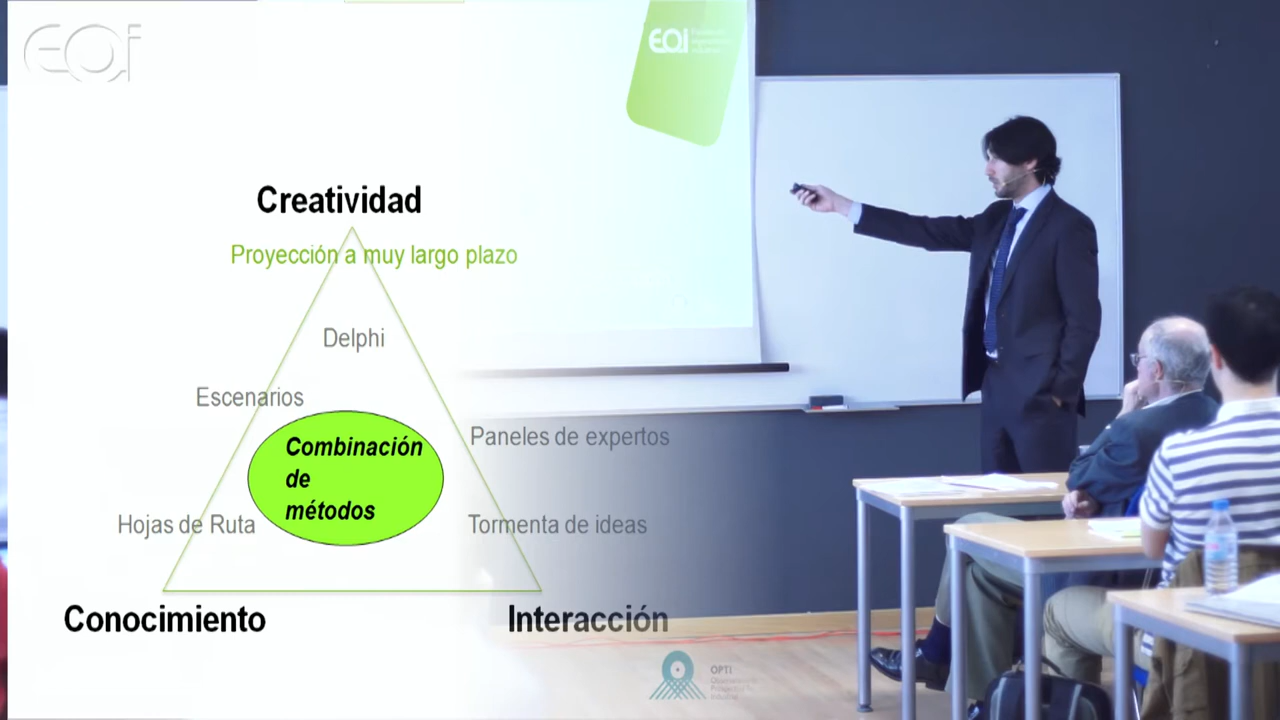 eoi
EOI
Creatividad
Proyección a muy largo plazo
Delphi
Escenarios
Combinación
de
métodos
Paneles de expertos
Hojas de Ruta
Tormenta de ideas
Conocimiento
Interacción
OPTI